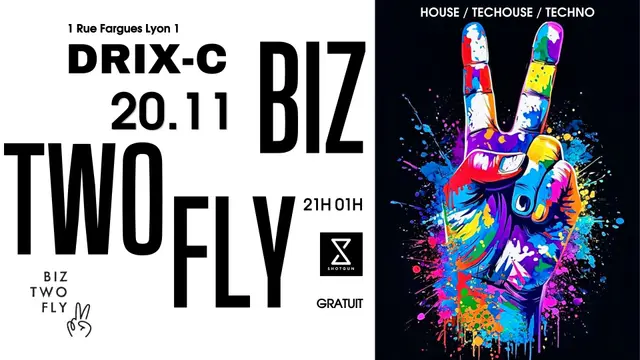 1 Rue Fargues Lyon 1
DRIX-C
20.11
BIZ
TWO
FLY
21H 01H
SHOTGUN
GRATUIT
BIZ
TWO
FLY
HOUSE / TECHOUSE / TECHNO